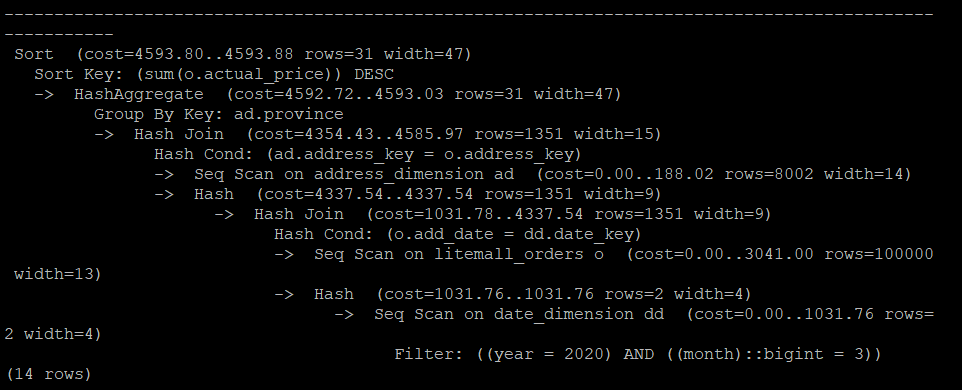 -----------------------------------------------------------------------------------------------
-----------
 Sort  (cost=4593.80..4593.88 rows=31 width=47)
   Sort Key: (sum(o.actual_price)) DESC
   ->  HashAggregate  (cost=4592.72..4593.03 rows=31 width=47)
         Group By Key: ad.province
         ->  Hash Join  (cost=4354.43..4585.97 rows=1351 width=15)
               Hash Cond: (ad.address_key = o.address_key)
               ->  Seq Scan on address_dimension ad  (cost=0.00..188.02 rows=8002 width=14)
               ->  Hash  (cost=4337.54..4337.54 rows=1351 width=9)
                     ->  Hash Join  (cost=1031.78..4337.54 rows=1351 width=9)
                           Hash Cond: (o.add_date = dd.date_key)
                           ->  Seq Scan on litemall_orders o  (cost=0.00..3041.00 rows=100000
 width=13)
                           ->  Hash  (cost=1031.76..1031.76 rows=2 width=4)
                                 ->  Seq Scan on date_dimension dd  (cost=0.00..1031.76 rows=
2 width=4)
                                       Filter: ((year = 2020) AND ((month)::bigint = 3))
(14 rows)